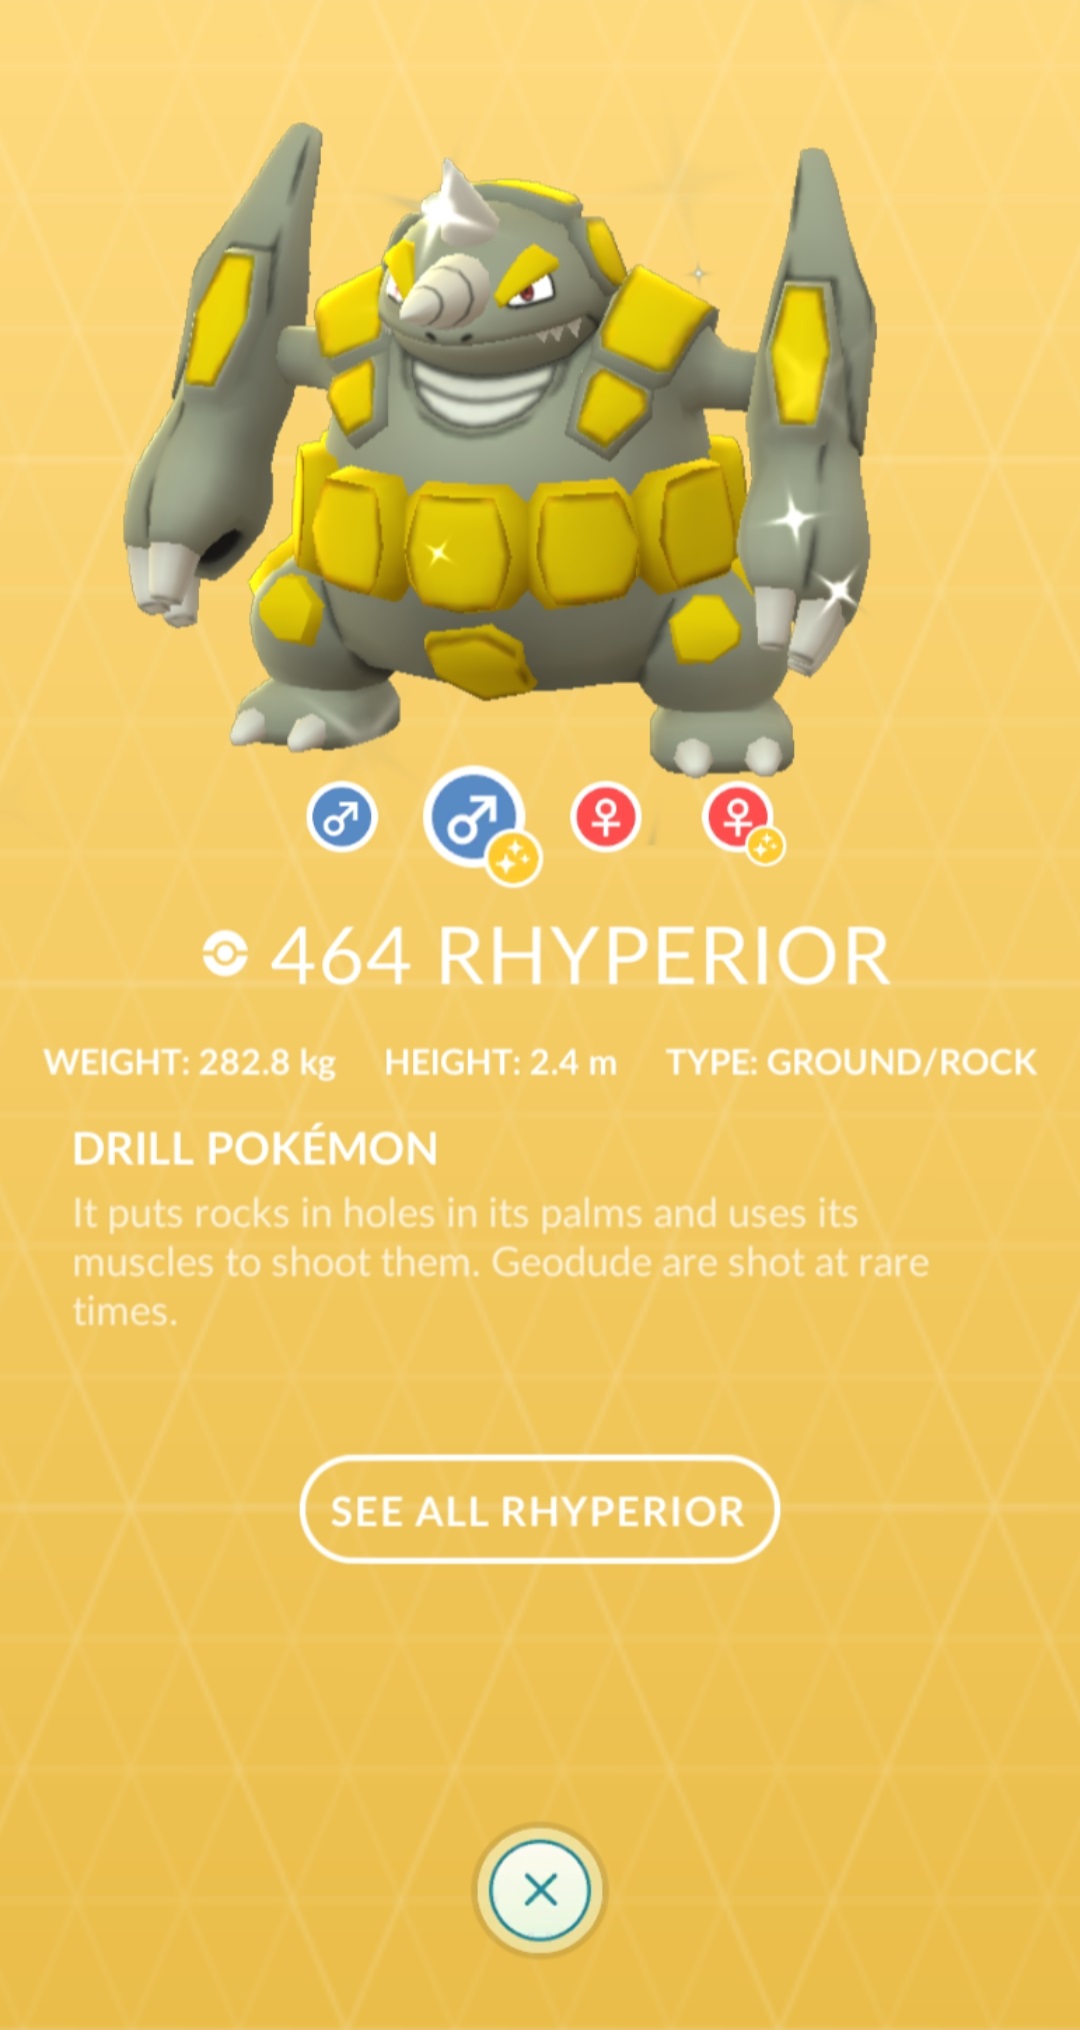 464 RHYPERIOR
WEIGHT: 282.8 kg HEIGHT: 2.4 m TYPE: GROUND/ROCK
DRILL POKÉMON
It puts rocks in holes in its palms and uses its
muscles to shoot them. Geodude are shot at rare
times.
SEE ALL RHYPERIOR